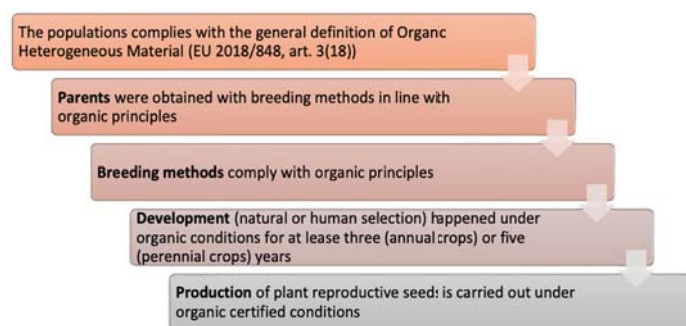 The populations complies with the general definition of Organc
Heterogeneous Material (EU 2018/848, art. 3(18))
Parents were obtained with breeding methods in line with
organic principles
Breeding methods comply with organic principles
Development (natural or human selection) happened under
organic conditions for at lease three (annual crops) or five
(perennial crops) years
Production of plant reproductive seeds is carried out under
organic certified conditions